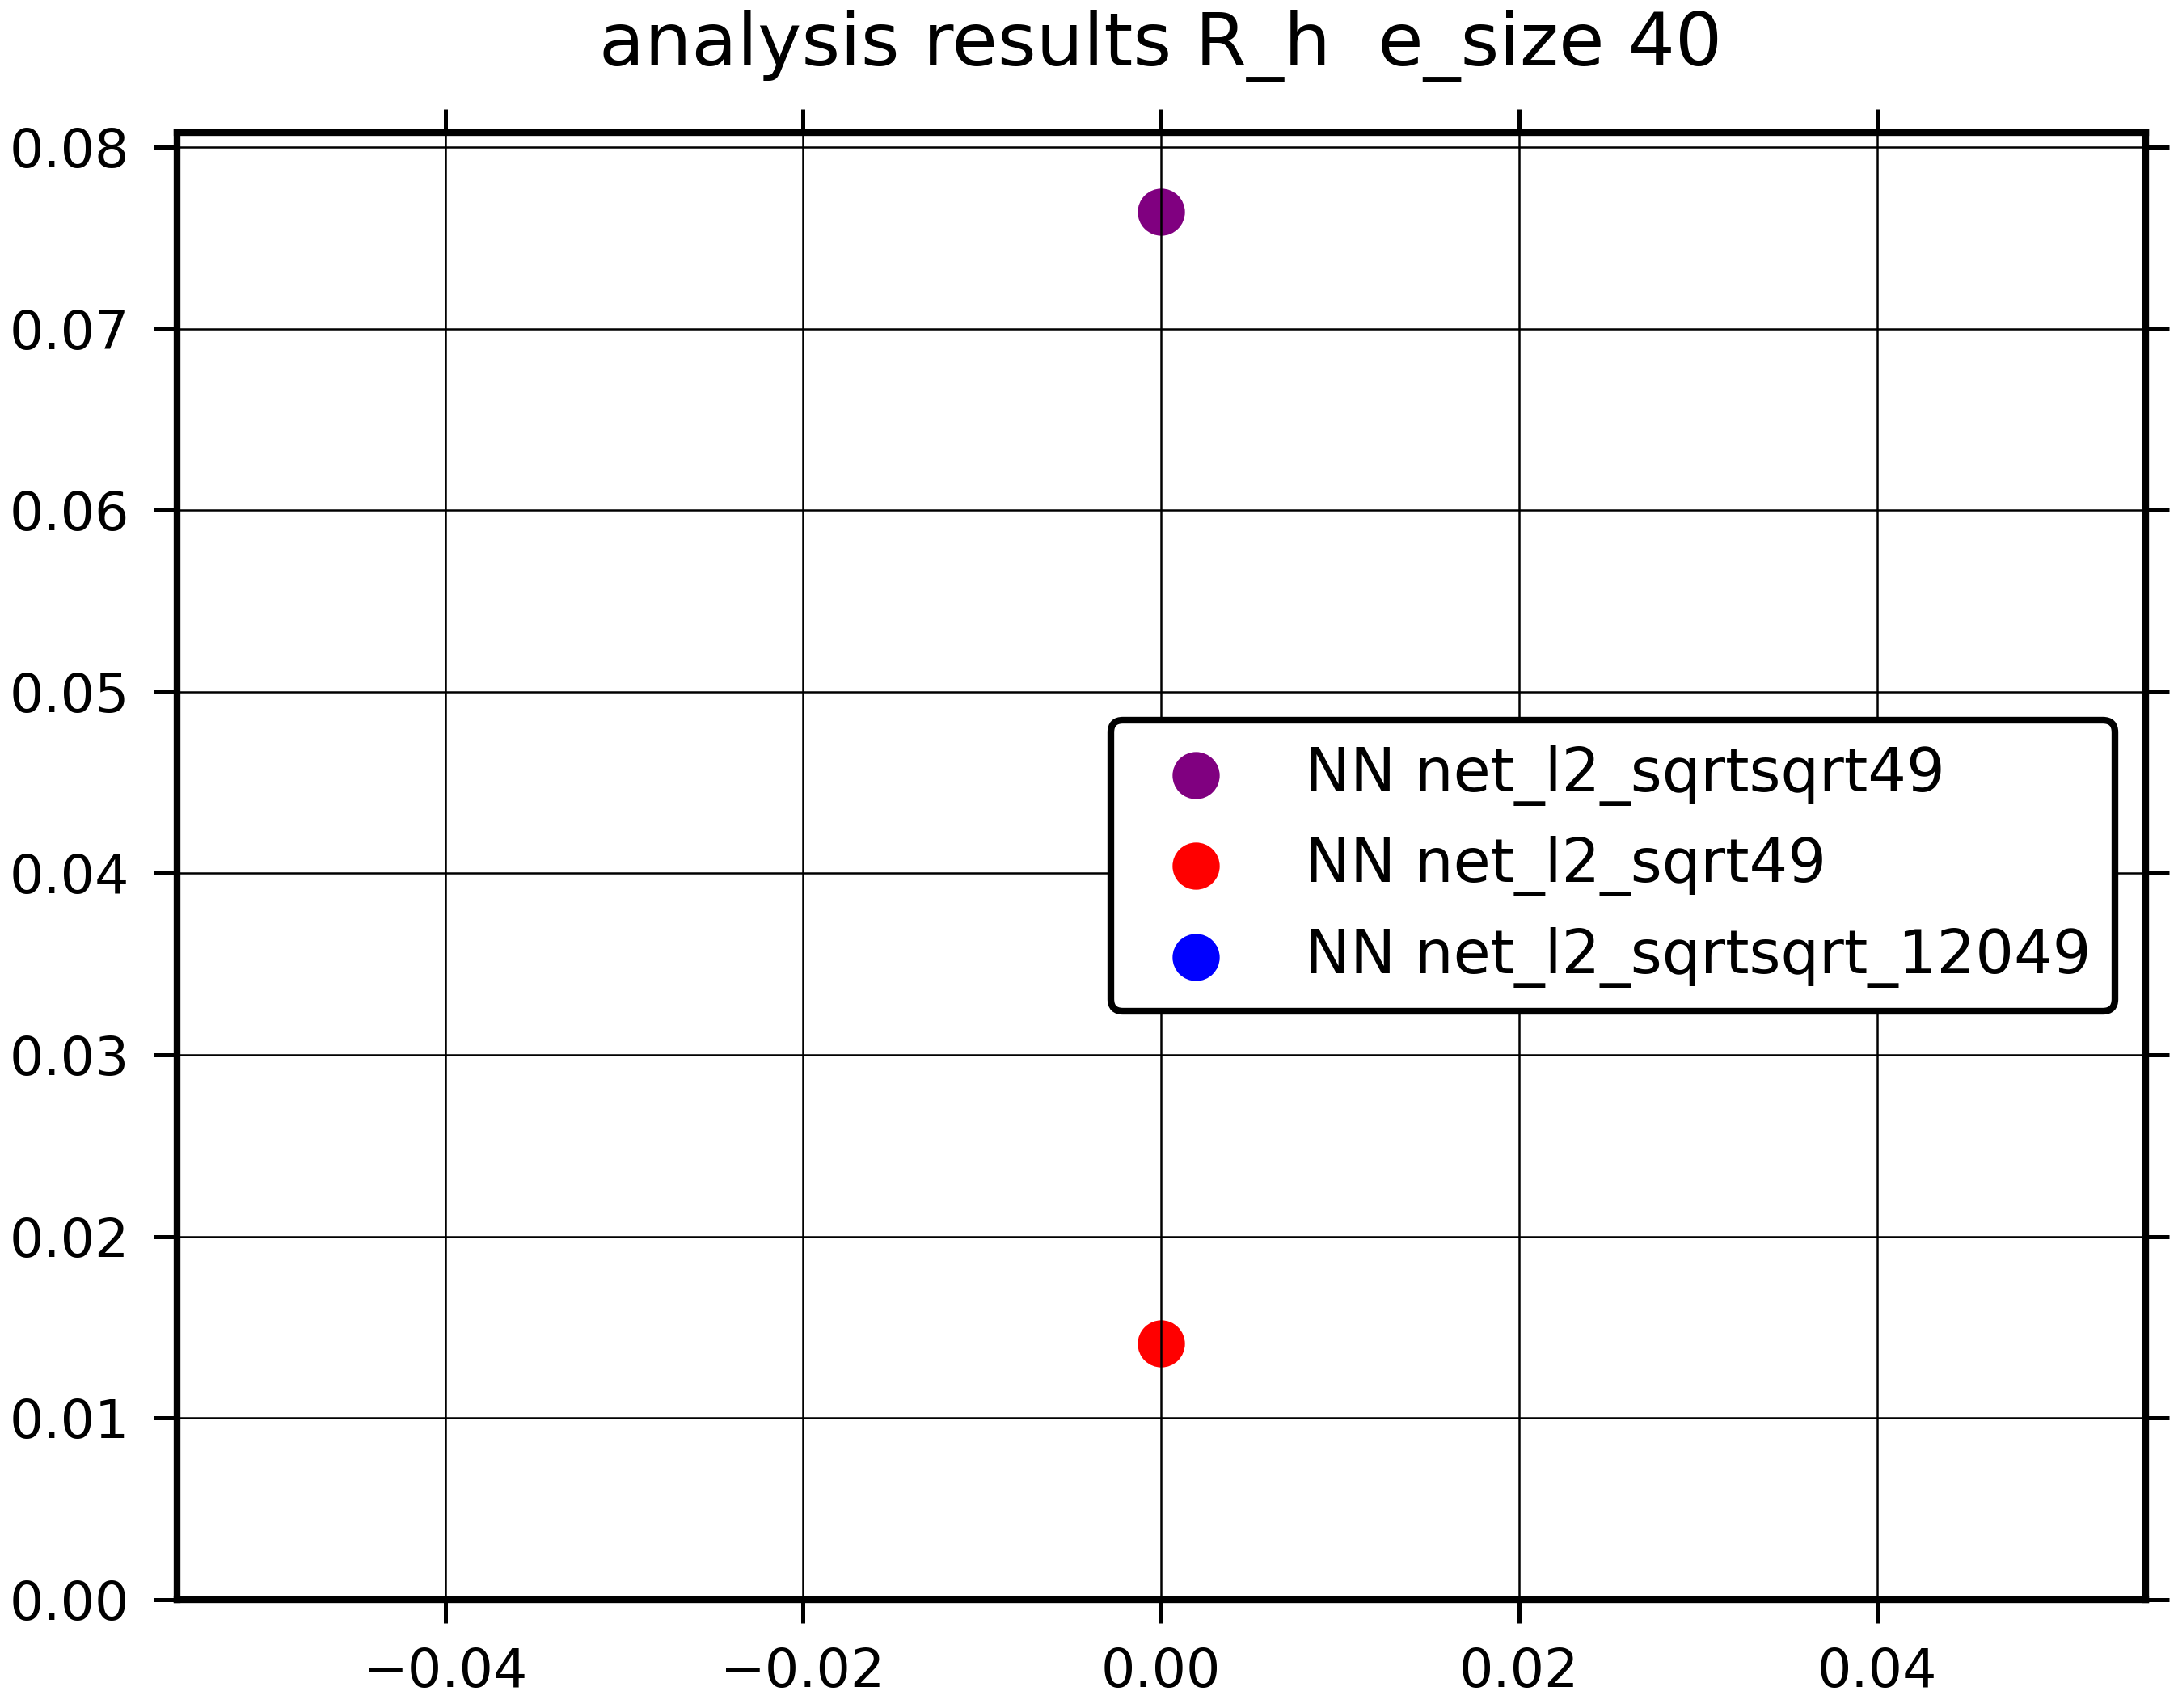 analysis results R_h  e_size 40
0.08
0.07
0.06
0.05
0.04
0.03
0.02
0.01
0.00
NN net_l2_sqrtsqrt49
NN net_l2_sqrt49
NN net_l2_sqrtsqrt_12049
−0.04 −0.02 0.00 0.02 0.04